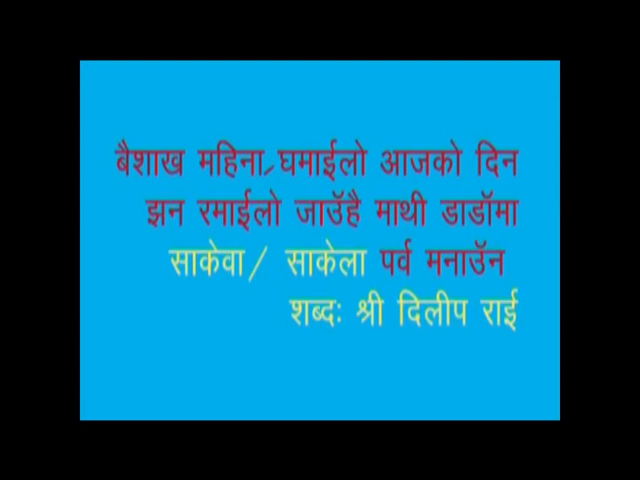 बैशाख महिना,घमाईलो आजको दिन
झन रमाईलो जाउँहै माथी डाडाँमा
साकेवा/ साकेला पर्व मनाउँन
शब्दः श्री दिलीप राई